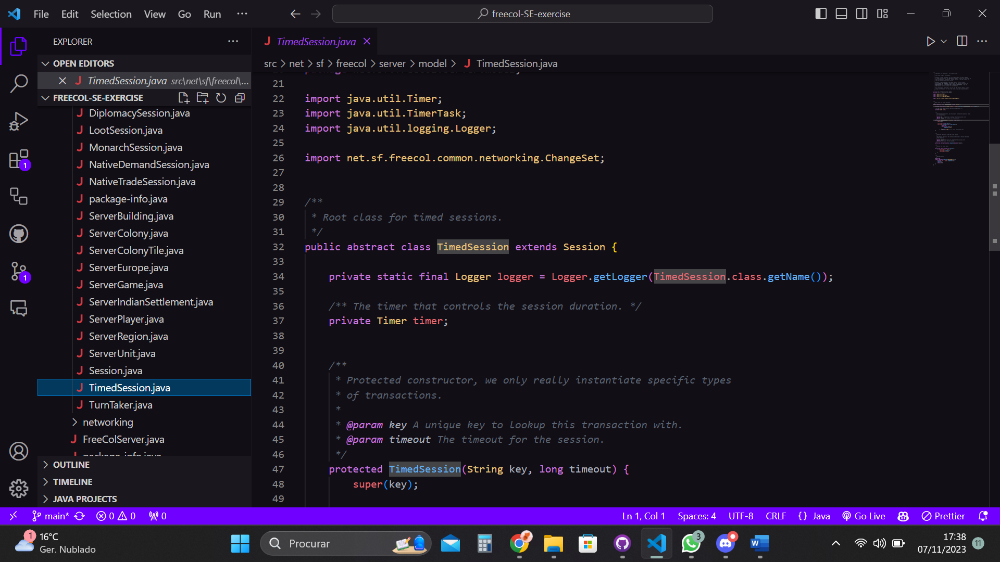 File Edit Selection View Go Run ···
freecol-SE-exercise
EXPLORER ···
J TimedSession.java
OPEN EDITORS
J TimedSession.java src\net\sf\freecol\...
FREECOL-SE-EXERCISE
J DiplomacySession.java
J LootSession.java
J MonarchSession.java
J NativeDemandSession.java
J NativeTradeSession.java
J package-info.java
J ServerBuilding.java
J ServerColony.java
J ServerColonyTile.java
J ServerEurope.java
J ServerGame.java
J ServerIndianSettlement.java
J ServerPlayer.java
J ServerRegion.java
J ServerUnit.java
J Session.java
J TimedSession.java
J TurnTaker.java
networking
J FreeColServer.java
J package-info.java
OUTLINE
TIMELINE
JAVA PROJECTS
1
1
src > net > sf > freecol > server > model > J TimedSession.java
21
22 import java.util.Timer;
23 import java.util.TimerTask;
24 import java.util.logging.Logger;
25
26 import net.sf.freecol.common.networking.ChangeSet;
27
28
29 /**
30 * Root class for timed sessions.
31 */
32 public abstract class TimedSession extends Session {
33
34 private static final Logger logger = Logger.getLogger(TimedSession.class.getName());
35
36 /** The timer that controls the session duration. */
37 private Timer timer;
38
39
40 /**
41 * Protected constructor, we only really instantiate specific types
42 * of transactions.
43 *
44 * @param key A unique key to lookup this transaction with.
45 * @param timeout The timeout for the session.
46 */
47 protected TimedSession(String key, long timeout) {
48 super(key);
49
main* 0 0 0 Ln 1, Col 1 Spaces: 4 UTF-8 CRLF {} Java Go Live Prettier
1 16°C
Ger. Nublado
Procurar
W
3
17:38
07/11/2023
11